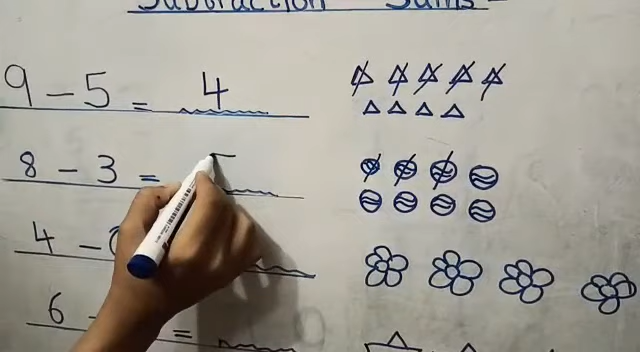 Subtraction Sums
9 - 5 = 4
8 - 3 =
4 -
6 - =